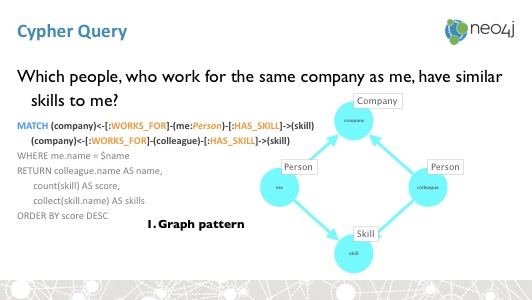 Cypher Query
neo4j
Which people, who work for the same company as me, have similar
skills to me?
MATCH (company)<-[:WORKS_FOR]-(me:Person)-[:HAS_SKILL]->(skill)
(company)<-[:WORKS_FOR]-(colleague)-[:HAS_SKILL]->(skill)
WHERE me.name = $name
RETURN colleague.name AS name,
count(skill) AS score,
collect(skill.name) AS skills
ORDER BY score DESC
1. Graph pattern
Company
company
Person
me
Person
colleague
Skill
skill